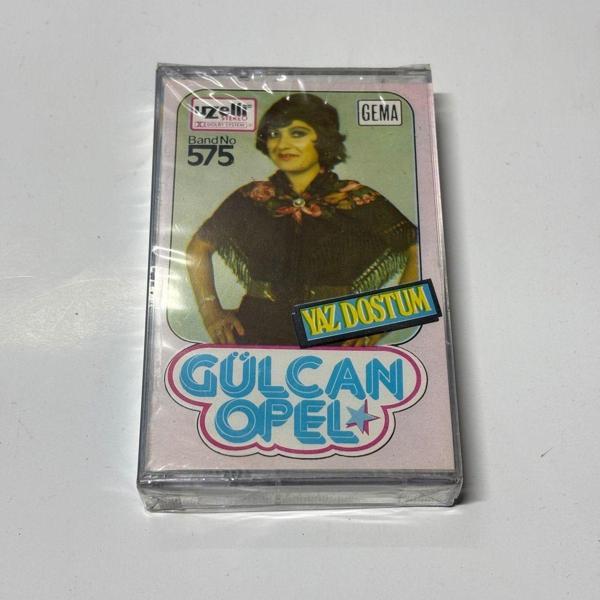 uzelli
STEREO
DOLBY SYSTEM
GEMA
Band No
575
YAZ DOSTUM
GÜLCAN
OPEL